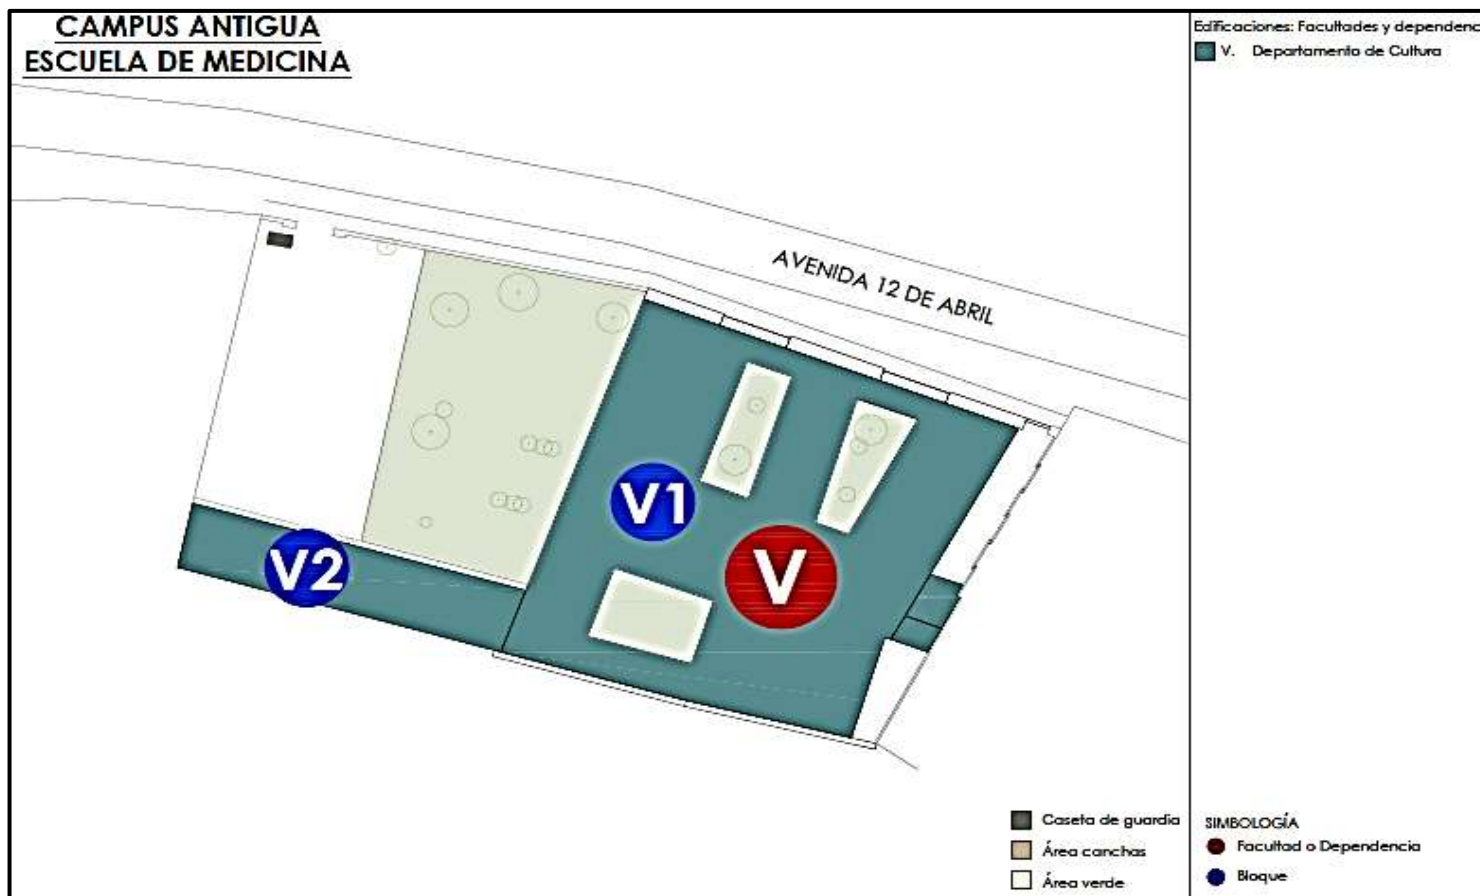 CAMPUS ANTIGUA
ESCUELA DE MEDICINA
Edificaciones: Facultades y dependenc
V. Departamento de Cultura
AVENIDA 12 DE ABRIL
V1
V
V2
Caseta de guardia
Área canchas
Área verde
SIMBOLOGÍA
Facultad o Dependencia
Bloque